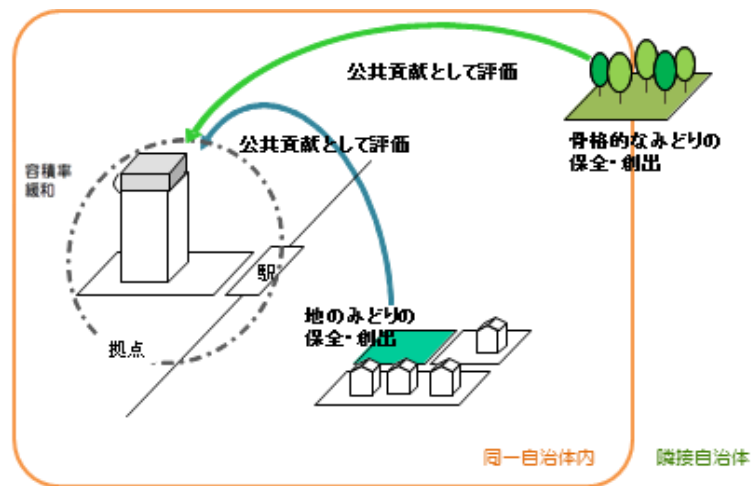 公共貢献として評価
骨格的なみどりの
保全・創出
公共貢献として評価
容積率
緩和
駅
地のみどりの
保全・創出
拠点
同一自治体内
隣接自治体